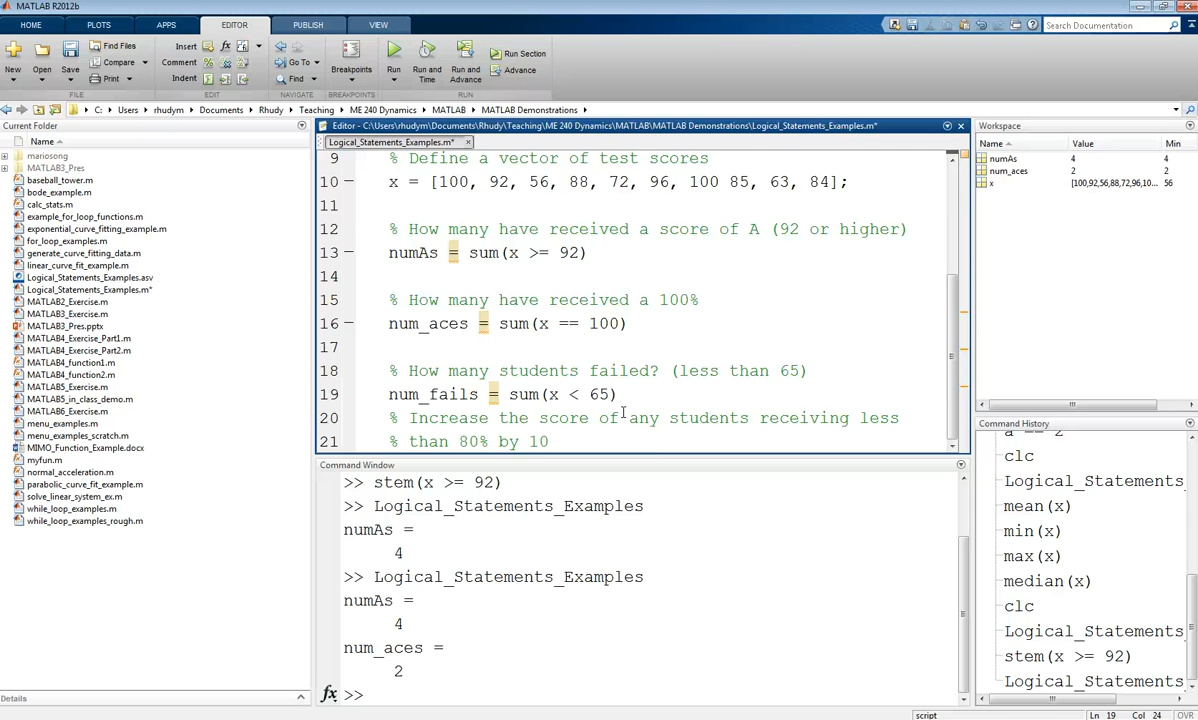 MATLAB R2012b
HOME PLOTS APPS EDITOR PUBLISH VIEW
Search Documentation
New Open Save Find Files Compare Print
Insert Comment Indent
Go To Find
Breakpoints Run Run and Time Run and Advance Run Section Advance
FILE EDIT NAVIGATE BREAKPOINTS RUN
C: Users rhudym Documents Rhudy Teaching ME 240 Dynamics MATLAB MATLAB Demonstrations
Current Folder
Name
mariosong
MATLAB3_Pres
baseball_tower.m
bode_example.m
calc_stats.m
example_for_loop_functions.m
exponential_curve_fitting_example.m
for_loop_examples.m
generate_curve_fitting_data.m
linear_curve_fit_example.m
Logical_Statements_Examples.asv
Logical_Statements_Examples.m*
MATLAB2_Exercise.m
MATLAB3_Exercise.m
MATLAB3_Pres.pptx
MATLAB4_Exercise_Part1.m
MATLAB4_Exercise_Part2.m
MATLAB4_function1.m
MATLAB4_function2.m
MATLAB5_Exercise.m
MATLAB5_in_class_demo.m
MATLAB6_Exercise.m
menu_examples.m
menu_examples_scratch.m
MIMO_Function_Example.docx
myfun.m
normal_acceleration.m
parabolic_curve_fit_example.m
solve_linear_system_ex.m
while_loop_examples.m
while_loop_examples_rough.m
Details
Editor - C:\Users\rhudym\Documents\Rhudy\Teaching\ME 240 Dynamics\MATLAB\MATLAB Demonstrations\Logical_Statements_Examples.m*
Logical_Statements_Examples.m*
9 % Define a vector of test scores
10 x = [100, 92, 56, 88, 72, 96, 100 85, 63, 84];
11
12 % How many have received a score of A (92 or higher)
13 numAs = sum(x >= 92)
14
15 % How many have received a 100%
16 num_aces = sum(x == 100)
17
18 % How many students failed? (less than 65)
19 num_fails = sum(x < 65)
20 % Increase the score of any students receiving less
21 % than 80% by 10
Command Window
>> stem(x >= 92)
>> Logical_Statements_Examples
numAs =
4
>> Logical_Statements_Examples
numAs =
4
num_aces =
2
fx >>
Workspace
Name Value Min
numAs 4 4
num_aces 2 2
x [100,92,56,88,72,96,10... 56
Command History
a == 2
clc
Logical_Statements_
mean(x)
min(x)
max(x)
median(x)
clc
Logical_Statements_
stem(x >= 92)
Logical_Statements_
script Ln 19 Col 24 OVR